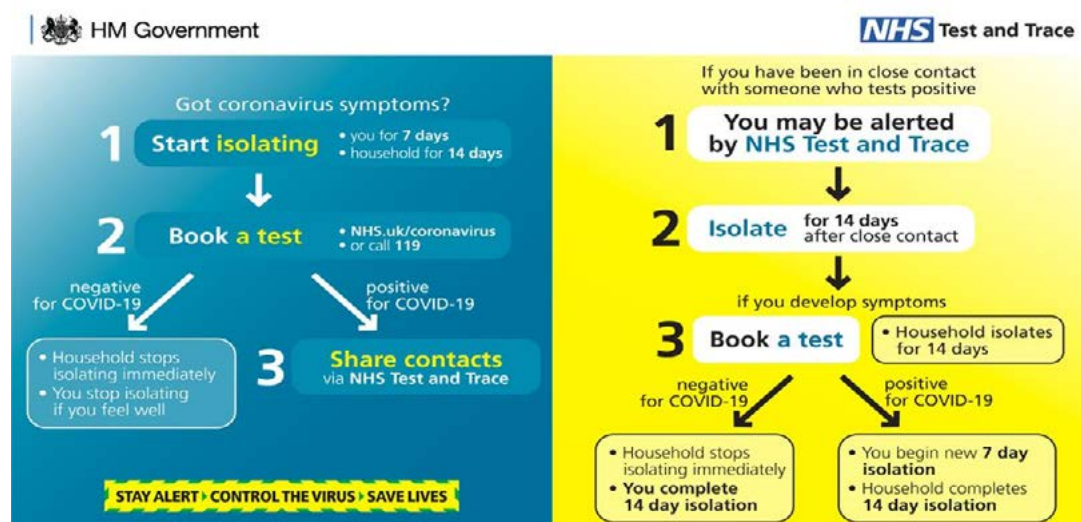 HM Government
NHS Test and Trace
Got coronavirus symptoms?
1
Start isolating
• you for 7 days
• household for 14 days
2
Book a test
• NHS.uk/coronavirus
• or call 119
negative
for COVID-19
positive
for COVID-19
• Household stops
isolating immediately
• You stop isolating
if you feel well
3
Share contacts
via NHS Test and Trace
STAY ALERT CONTROL THE VIRUS SAVE LIVES
If you have been in close contact
with someone who tests positive
1
You may be alerted
by NHS Test and Trace
2
Isolate
for 14 days
after close contact
if you develop symptoms
3
Book a test
• Household isolates
for 14 days
negative
for COVID-19
positive
for COVID-19
• Household stops
isolating immediately
• You complete
14 day isolation
• You begin new 7 day
isolation
• Household completes
14 day isolation